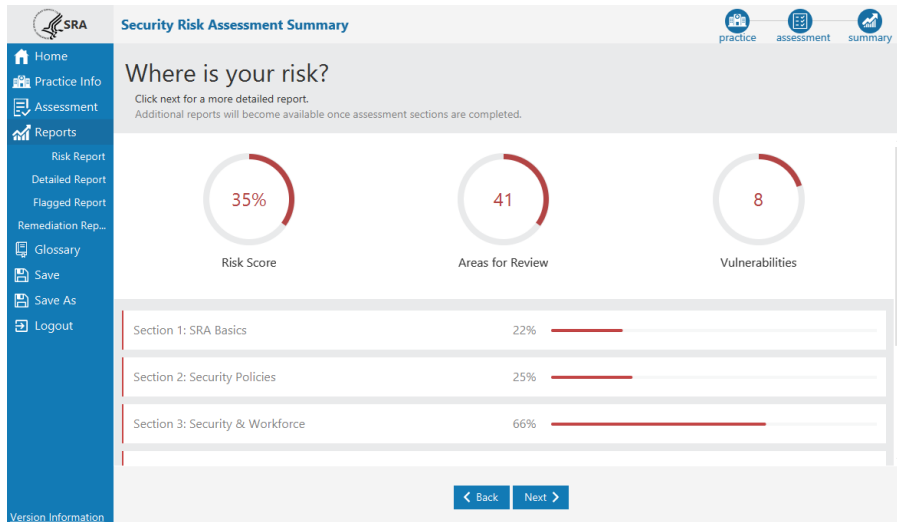 SRA
Security Risk Assessment Summary
practice
assessment
summary
Home
Practice Info
Assessment
Reports
Risk Report
Detailed Report
Flagged Report
Remediation Rep...
Glossary
Save
Save As
Logout
Version Information
Where is your risk?
Click next for a more detailed report.
Additional reports will become available once assessment sections are completed.
35%
Risk Score
41
Areas for Review
8
Vulnerabilities
Section 1: SRA Basics 22%
Section 2: Security Policies 25%
Section 3: Security & Workforce 66%
Back
Next